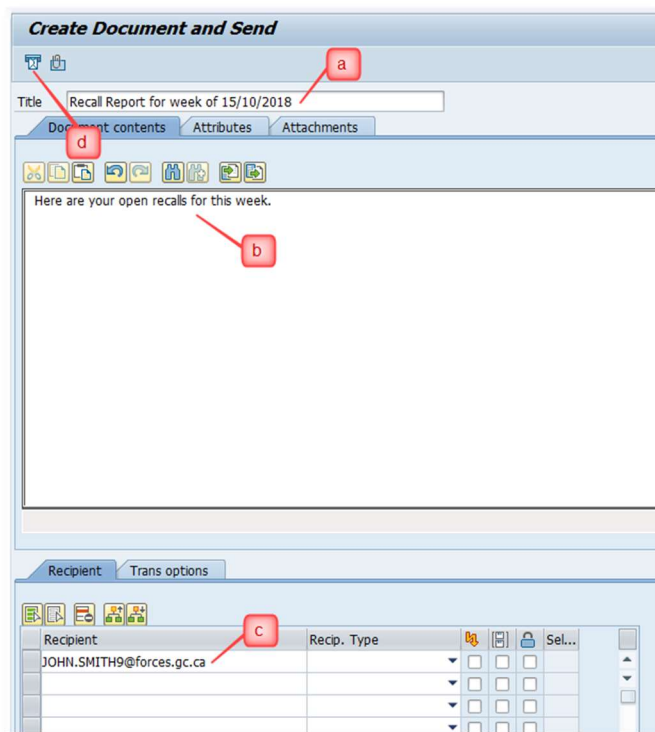 Create Document and Send
a
Title Recall Report for week of 15/10/2018
Document contents Attributes Attachments
d
Here are your open recalls for this week.
b
Recipient Trans options
c
Recipient Recip. Type Sel...
JOHN.SMITH9@forces.gc.ca